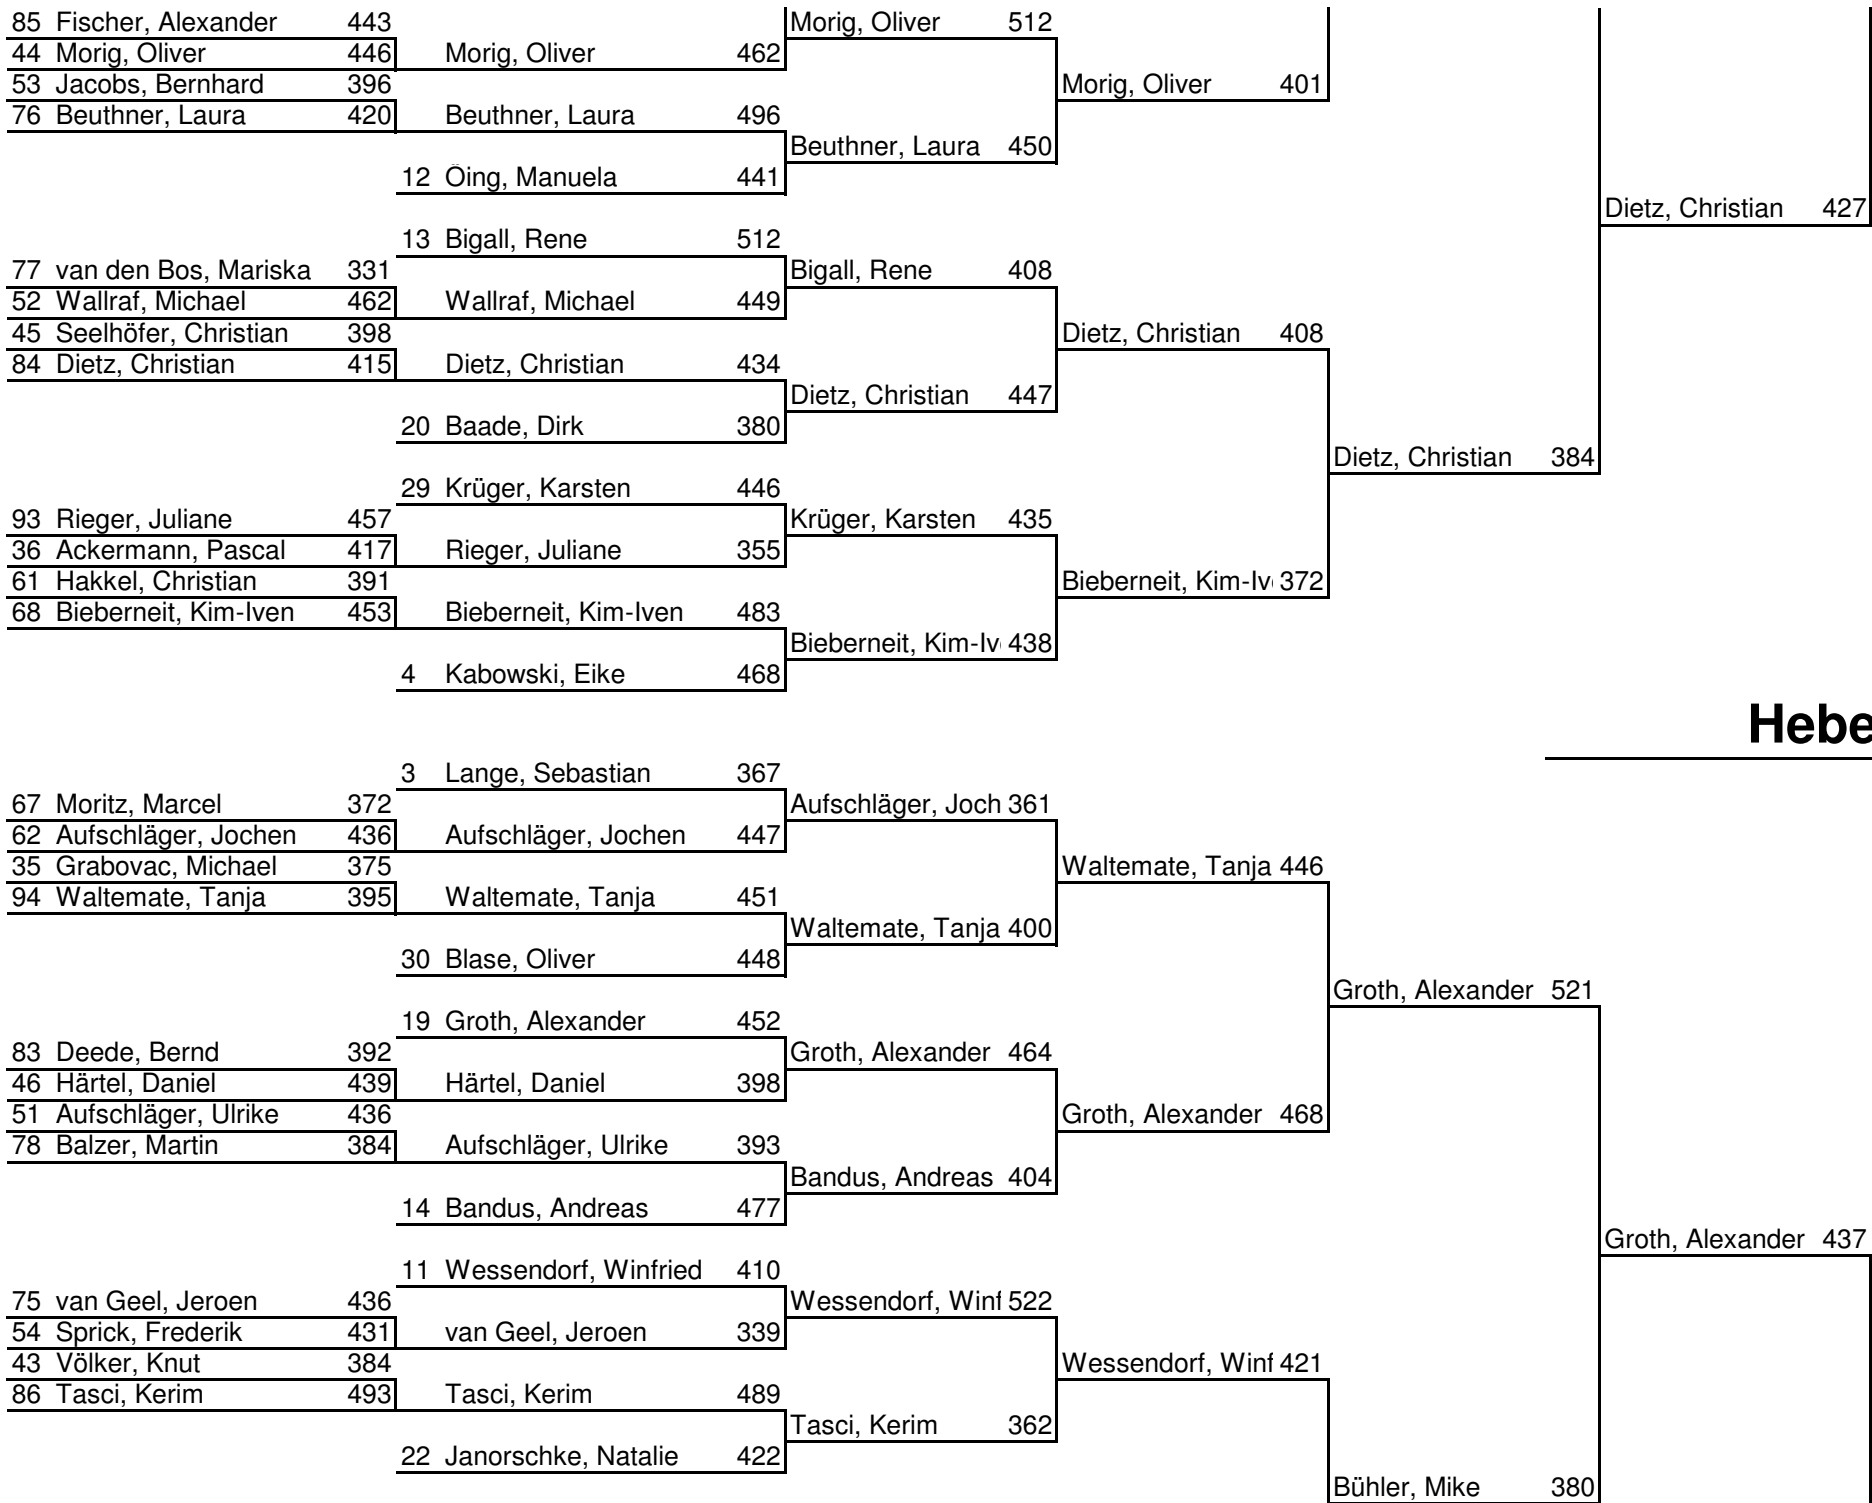 85 Fischer, Alexander 443 Morig, Oliver 512
44 Morig, Oliver 446 Morig, Oliver 462
53 Jacobs, Bernhard 396 Morig, Oliver 401
76 Beuthner, Laura 420 Beuthner, Laura 496
Beuthner, Laura 450
12 Öing, Manuela 441
Dietz, Christian 427
13 Bigall, Rene 512
77 van den Bos, Mariska 331 Bigall, Rene 408
52 Wallraf, Michael 462 Wallraf, Michael 449
45 Seelhöfer, Christian 398 Dietz, Christian 408
84 Dietz, Christian 415 Dietz, Christian 434
Dietz, Christian 447
20 Baade, Dirk 380
Dietz, Christian 384
29 Krüger, Karsten 446
93 Rieger, Juliane 457 Krüger, Karsten 435
36 Ackermann, Pascal 417 Rieger, Juliane 355
61 Hakkel, Christian 391 Bieberneit, Kim-Iv 372
68 Bieberneit, Kim-Iven 453 Bieberneit, Kim-Iven 483
Bieberneit, Kim-Iv 438
4 Kabowski, Eike 468
Hebe
3 Lange, Sebastian 367
67 Moritz, Marcel 372 Aufschläger, Joch 361
62 Aufschläger, Jochen 436 Aufschläger, Jochen 447
35 Grabovac, Michael 375 Waltemate, Tanja 446
94 Waltemate, Tanja 395 Waltemate, Tanja 451
Waltemate, Tanja 400
30 Blase, Oliver 448
Groth, Alexander 521
19 Groth, Alexander 452
83 Deede, Bernd 392 Groth, Alexander 464
46 Härtel, Daniel 439 Härtel, Daniel 398
51 Aufschläger, Ulrike 436 Groth, Alexander 468
78 Balzer, Martin 384 Aufschläger, Ulrike 393
Bandus, Andreas 404
14 Bandus, Andreas 477
Groth, Alexander 437
11 Wessendorf, Winfried 410
75 van Geel, Jeroen 436 Wessendorf, Winf 522
54 Sprick, Frederik 431 van Geel, Jeroen 339
43 Völker, Knut 384 Wessendorf, Winf 421
86 Tasci, Kerim 493 Tasci, Kerim 489
Tasci, Kerim 362
22 Janorschke, Natalie 422
Bühler, Mike 380